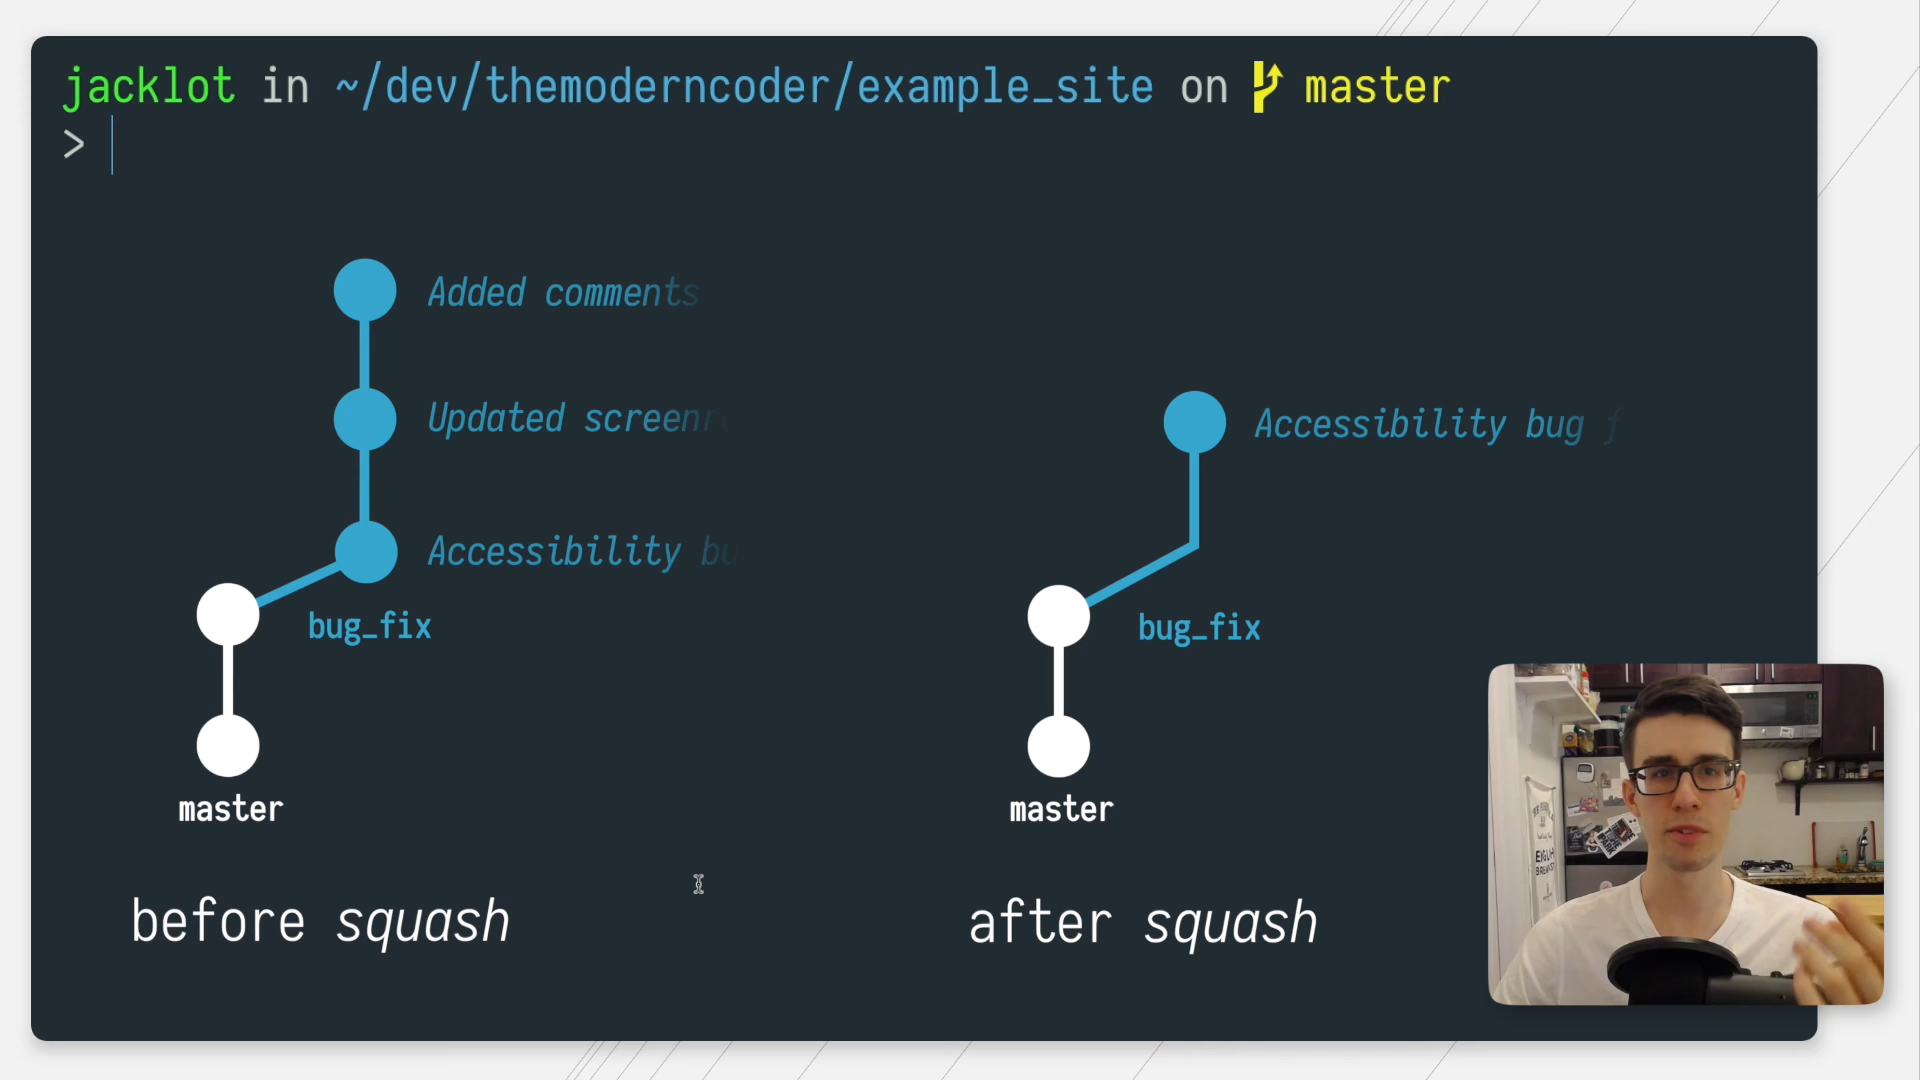 jacklot in ~/dev/themoderncoder/example_site on master
>
Added comments
Updated
Accessibility
bug_fix
master
before squash
Accessibility bug
bug_fix
master
after squash